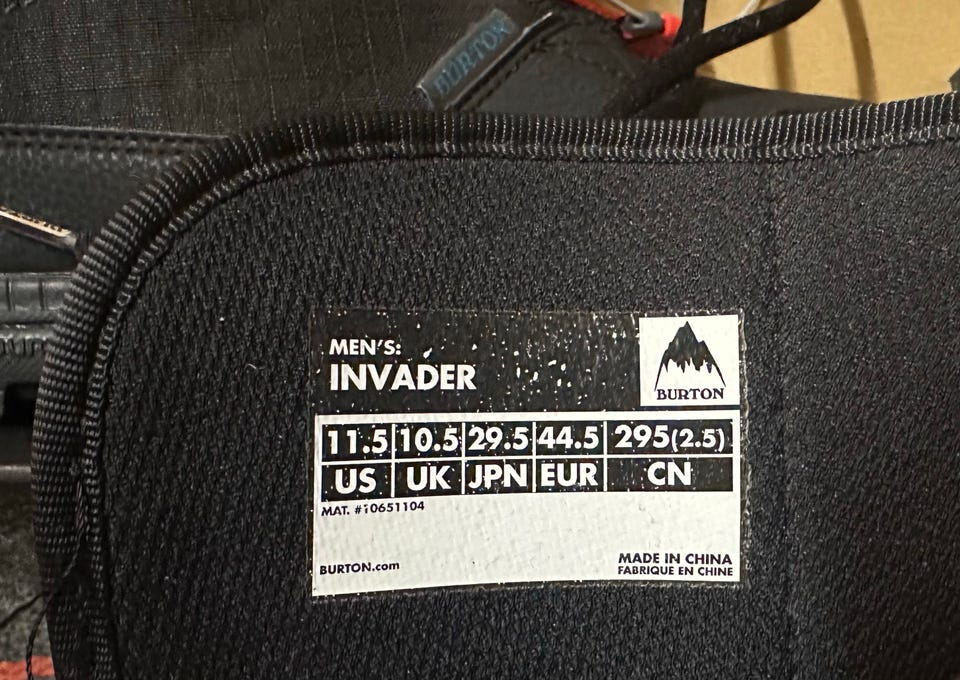 BURTON
MEN'S:
INVADER
BURTON
11.5 10.5 29.5 44.5 295(2.5)
US UK JPN EUR CN
MAT. #10651104
BURTON.com
MADE IN CHINA
FABRIQUE EN CHINE